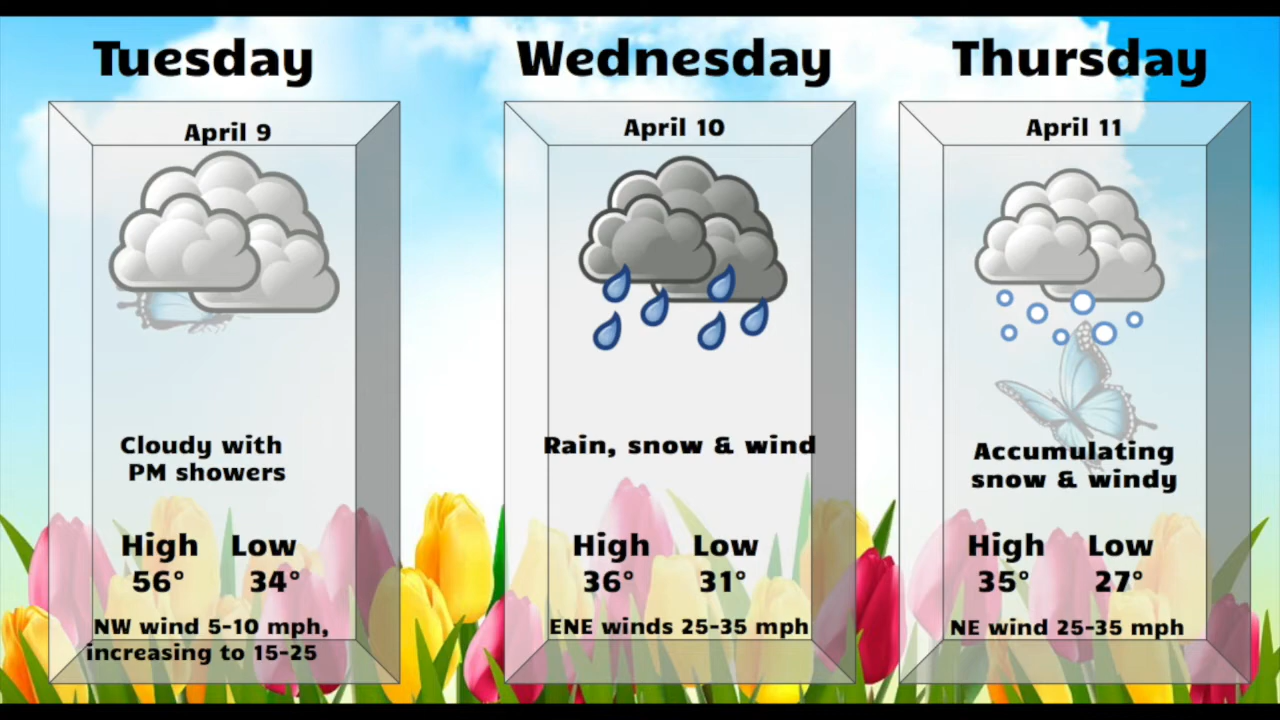 Tuesday
April 9
Cloudy with
PM showers
High Low
56° 34°
NW wind 5-10 mph,
increasing to 15-25
Wednesday
April 10
Rain, snow & wind
High Low
36° 31°
ENE winds 25-35 mph
Thursday
April 11
Accumulating
snow & windy
High Low
35° 27°
NE wind 25-35 mph